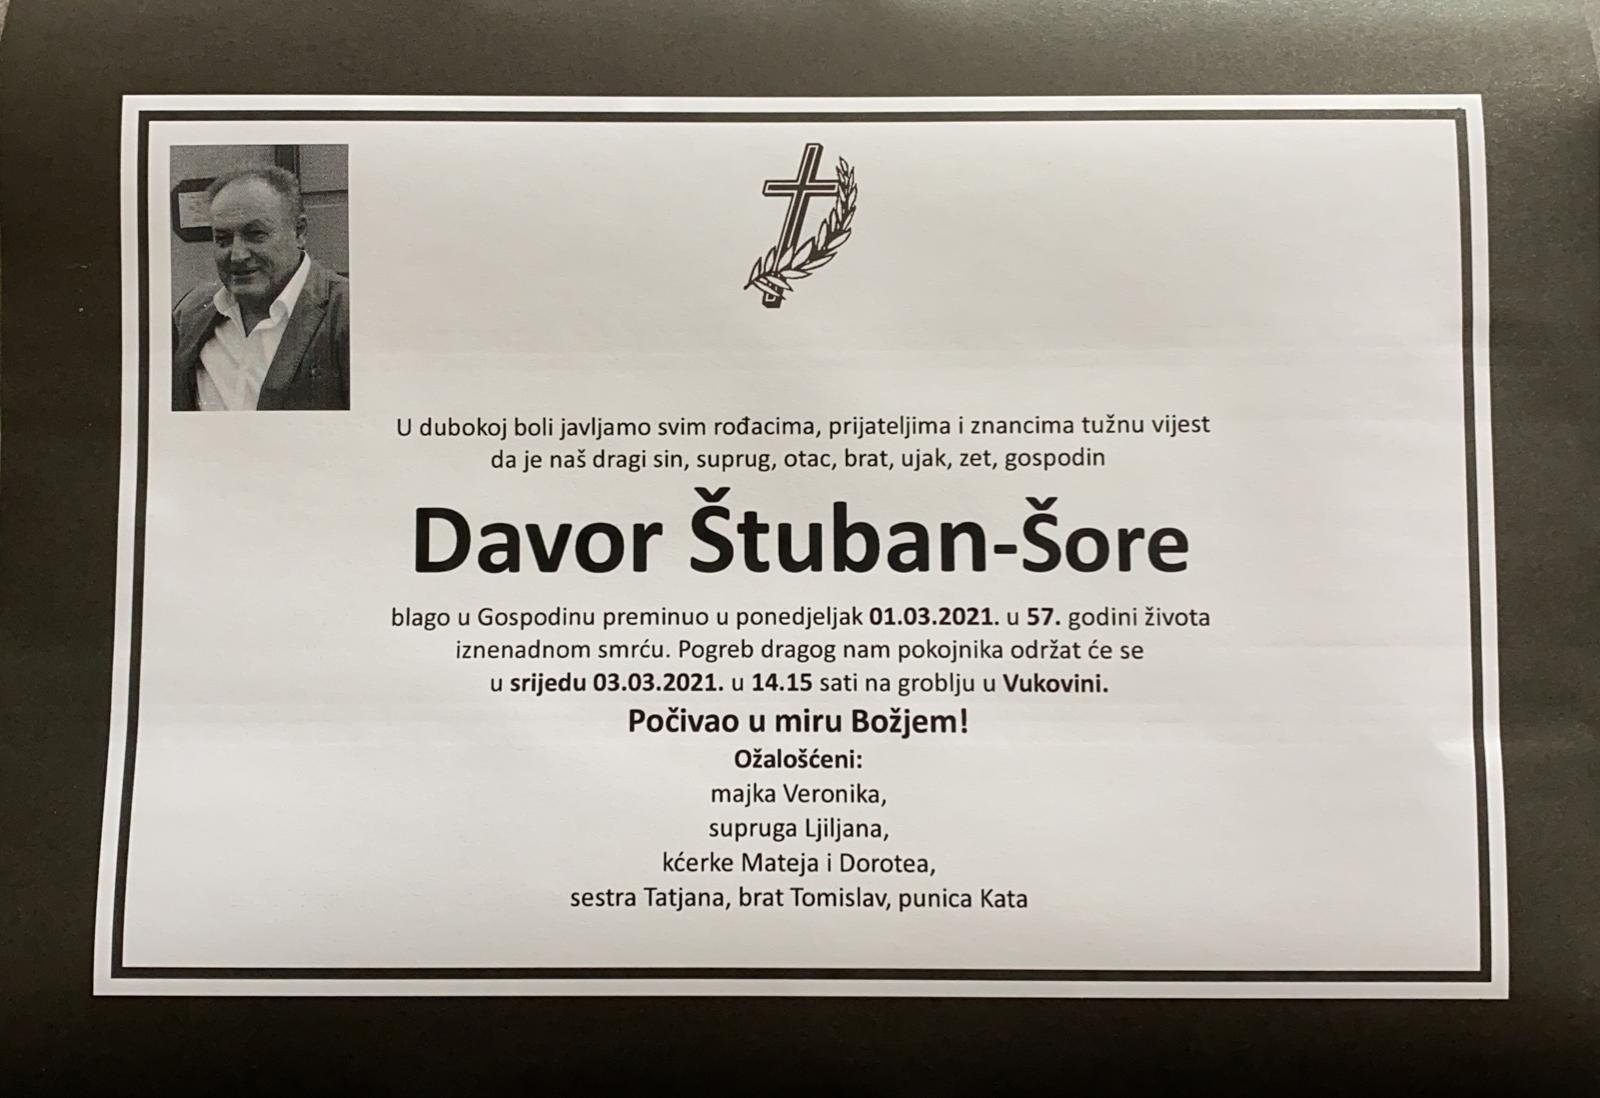 U dubokoj boli javljamo svim rođacima, prijateljima i znancima tužnu vijest
da je naš dragi sin, suprug, otac, brat, ujak, zet, gospodin
Davor Štuban-Šore
blago u Gospodinu preminuo u ponedjeljak 01.03.2021. u 57. godini života
iznenadnom smrću. Pogreb dragog nam pokojnika održat će se
u srijedu 03.03.2021. u 14.15 sati na groblju u Vukovini.
Počivao u miru Božjem!
Ožalošćeni:
majka Veronika,
supruga Ljiljana,
kćerke Mateja i Dorotea,
sestra Tatjana, brat Tomislav, punica Kata